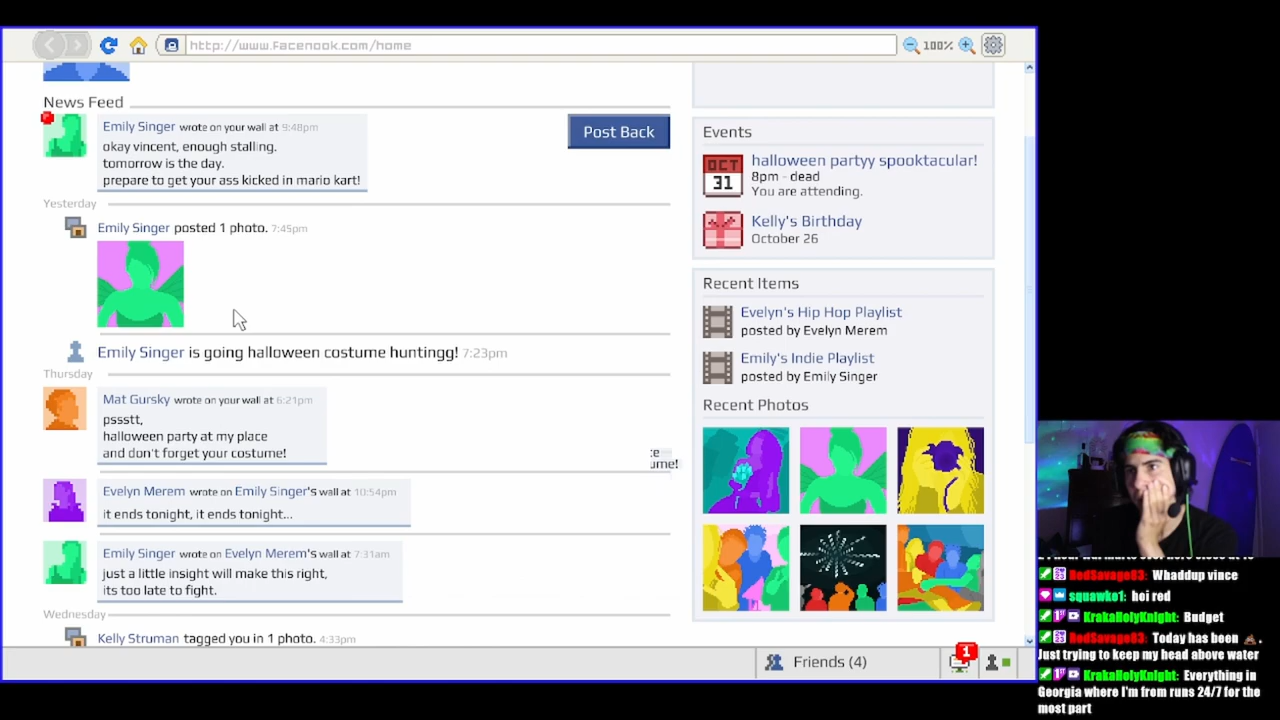 http://www.facenook.com/home
100%
News Feed
Emily Singer wrote on your wall at 9:48pm
okay vincent, enough stalling.
tomorrow is the day.
prepare to get your ass kicked in mario kart!
Post Back
Yesterday
Emily Singer posted 1 photo. 7:45pm
Emily Singer is going halloween costume huntingg! 7:23pm
Thursday
Mat Gursky wrote on your wall at 6:21pm
pssstt,
halloween party at my place
and don't forget your costume!
ume!
Evelyn Merem wrote on Emily Singer's wall at 10:54pm
it ends tonight, it ends tonight...
Emily Singer wrote on Evelyn Merem's wall at 7:31am
just a little insight will make this right,
its too late to fight.
Wednesday
Kelly Struman tagged you in 1 photo. 4:33pm
Events
OCT
31
halloween partyy spooktacular!
8pm - dead
You are attending.
Kelly's Birthday
October 26
Recent Items
Evelyn's Hip Hop Playlist
posted by Evelyn Merem
Emily's Indie Playlist
posted by Emily Singer
Recent Photos
Friends (4)
1
RedSavage83: Whaddup vince
squawke1: hei red
KrakaHolyKnight: Budget
RedSavage83: Today has been
Just trying to keep my head above water
KrakaHolyKnight: Everything in
Georgia where I'm from runs 24/7 for the
most part